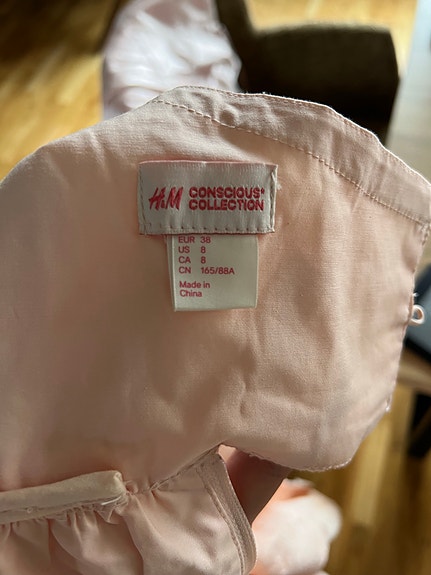 H&M CONSCIOUS®
COLLECTION
EUR 38
US 8
CA 8
CN 165/88A
Made in
China